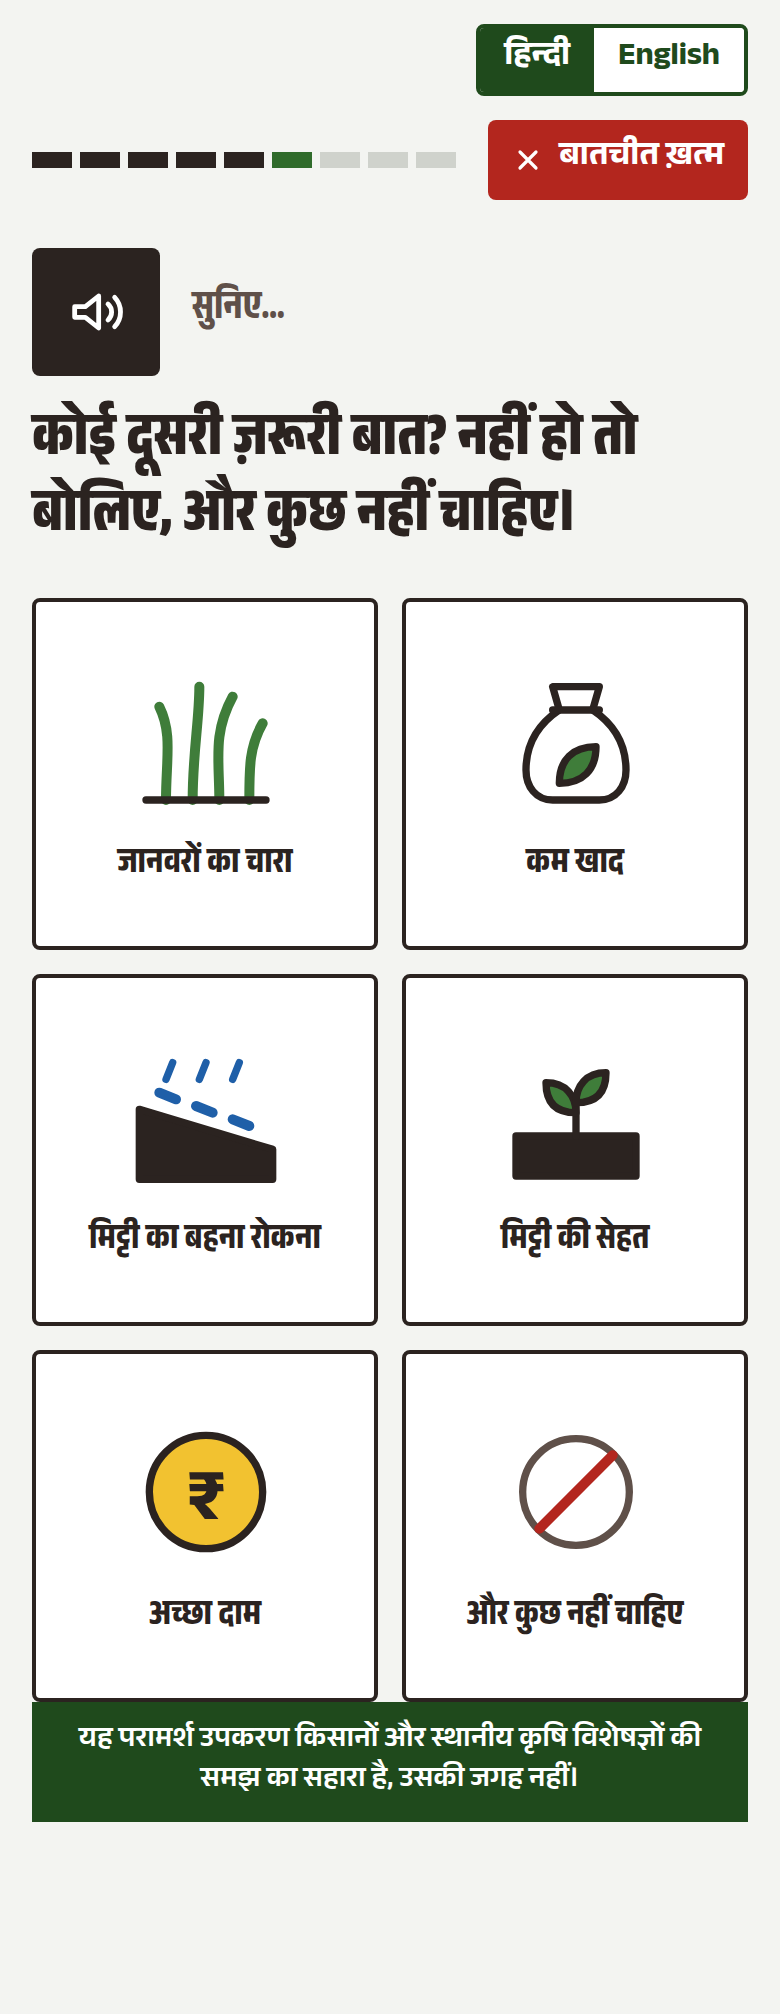 हिन्दी English
बातचीत ख़त्म
सुनिए...
कोई दूसरी ज़रूरी बात? नहीं हो तो
बोलिए, और कुछ नहीं चाहिए।
जानवरों का चारा
कम खाद
मिट्टी का बहना रोकना
मिट्टी की सेहत
₹
अच्छा दाम
और कुछ नहीं चाहिए
यह परामर्श उपकरण किसानों और स्थानीय कृषि विशेषज्ञों की
समझ का सहारा है, उसकी जगह नहीं।